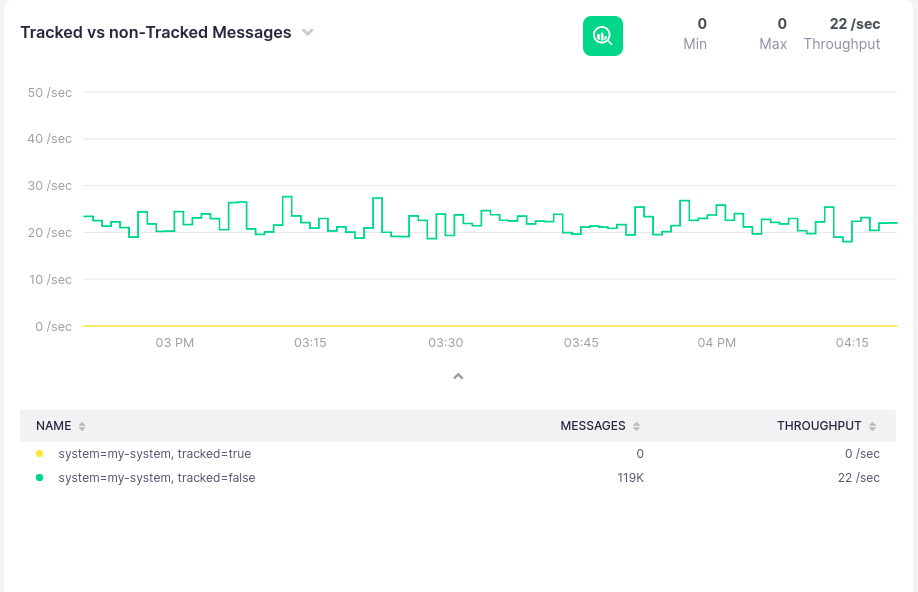 Tracked vs non-Tracked Messages
0 0 22 /sec
Min Max Throughput
50 /sec
40 /sec
30 /sec
20 /sec
10 /sec
0 /sec
03 PM 03:15 03:30 03:45 04 PM 04:15
NAME MESSAGES THROUGHPUT
system=my-system, tracked=true 0 0 /sec
system=my-system, tracked=false 119K 22 /sec